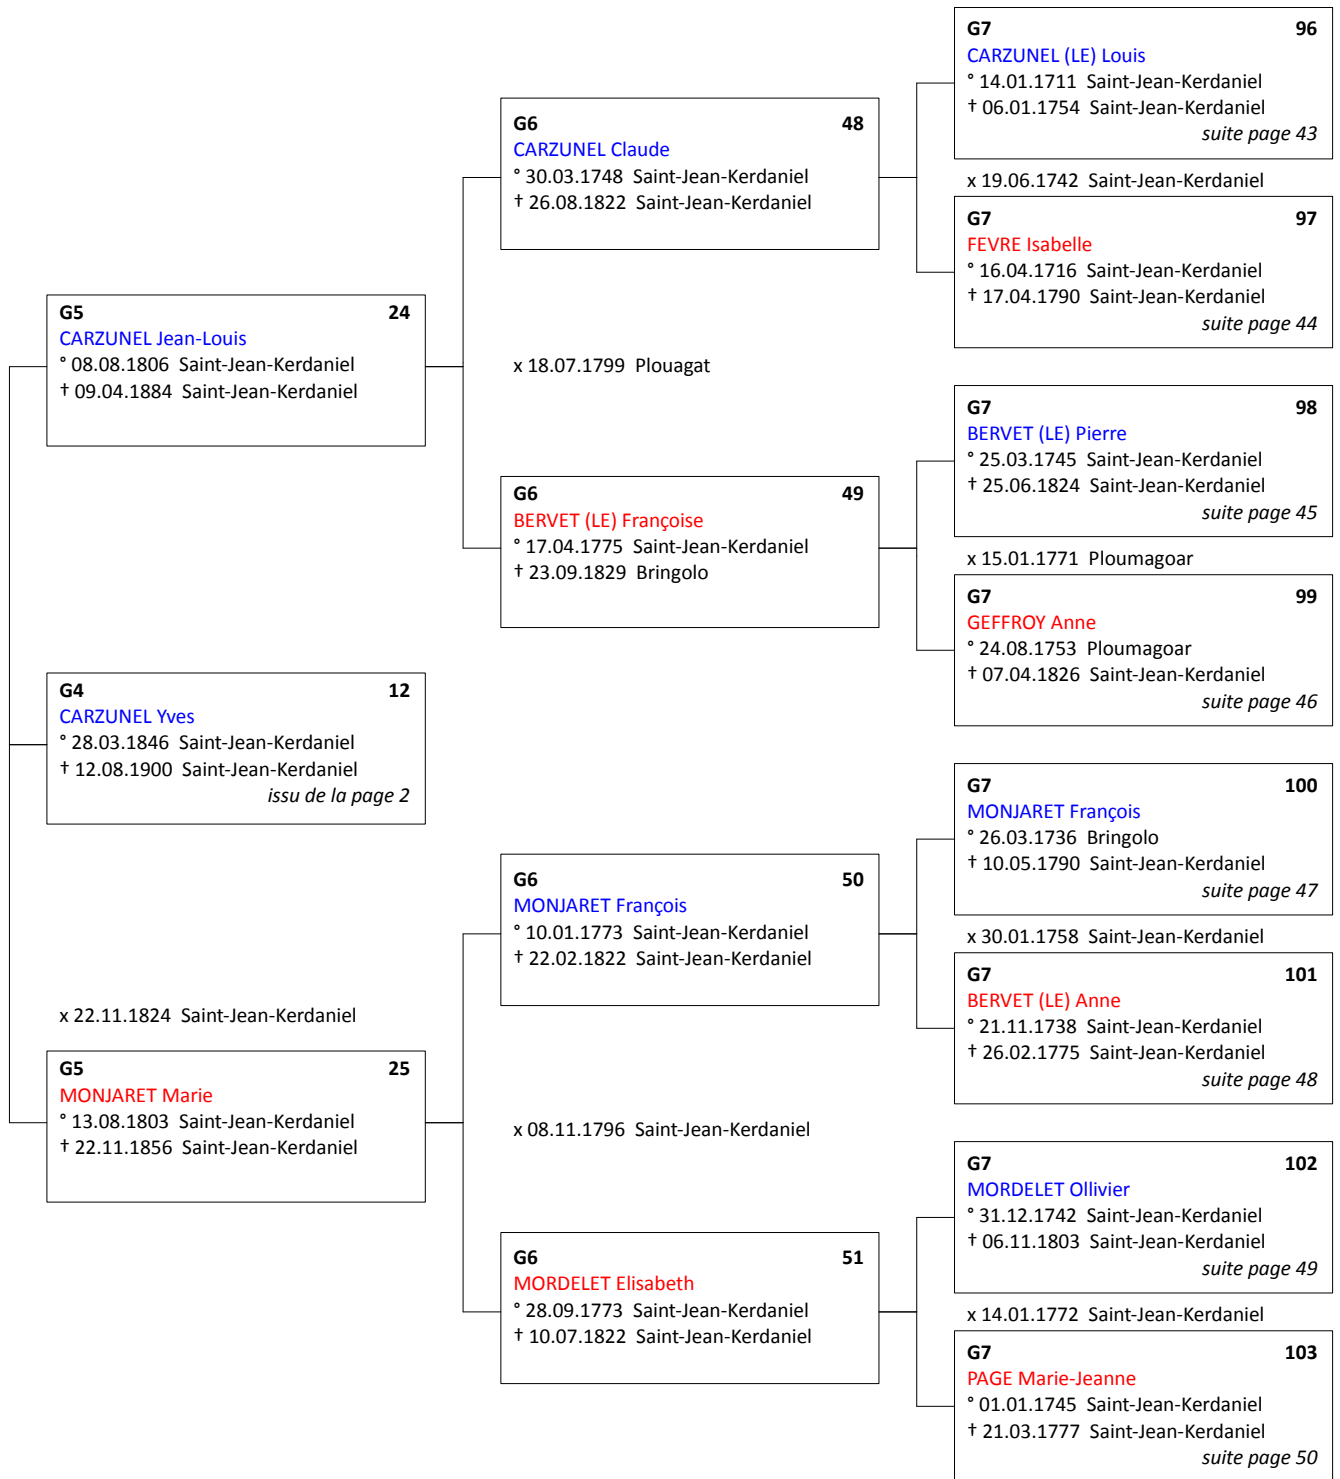 G5 24
CARZUNEL Jean-Louis
° 08.08.1806 Saint-Jean-Kerdaniel
† 09.04.1884 Saint-Jean-Kerdaniel
G4 12
CARZUNEL Yves
° 28.03.1846 Saint-Jean-Kerdaniel
† 12.08.1900 Saint-Jean-Kerdaniel
issu de la page 2
x 22.11.1824 Saint-Jean-Kerdaniel
G5 25
MONJARET Marie
° 13.08.1803 Saint-Jean-Kerdaniel
† 22.11.1856 Saint-Jean-Kerdaniel
G6 48
CARZUNEL Claude
° 30.03.1748 Saint-Jean-Kerdaniel
† 26.08.1822 Saint-Jean-Kerdaniel
x 18.07.1799 Plouagat
G6 49
BERVET (LE) Françoise
° 17.04.1775 Saint-Jean-Kerdaniel
† 23.09.1829 Bringolo
G6 50
MONJARET François
° 10.01.1773 Saint-Jean-Kerdaniel
† 22.02.1822 Saint-Jean-Kerdaniel
x 08.11.1796 Saint-Jean-Kerdaniel
G6 51
MORDELET Elisabeth
° 28.09.1773 Saint-Jean-Kerdaniel
† 10.07.1822 Saint-Jean-Kerdaniel
G7 96
CARZUNEL (LE) Louis
° 14.01.1711 Saint-Jean-Kerdaniel
† 06.01.1754 Saint-Jean-Kerdaniel
suite page 43
x 19.06.1742 Saint-Jean-Kerdaniel
G7 97
FEVRE Isabelle
° 16.04.1716 Saint-Jean-Kerdaniel
† 17.04.1790 Saint-Jean-Kerdaniel
suite page 44
G7 98
BERVET (LE) Pierre
° 25.03.1745 Saint-Jean-Kerdaniel
† 25.06.1824 Saint-Jean-Kerdaniel
suite page 45
x 15.01.1771 Ploumagoar
G7 99
GEFFROY Anne
° 24.08.1753 Ploumagoar
† 07.04.1826 Saint-Jean-Kerdaniel
suite page 46
G7 100
MONJARET François
° 26.03.1736 Bringolo
† 10.05.1790 Saint-Jean-Kerdaniel
suite page 47
x 30.01.1758 Saint-Jean-Kerdaniel
G7 101
BERVET (LE) Anne
° 21.11.1738 Saint-Jean-Kerdaniel
† 26.02.1775 Saint-Jean-Kerdaniel
suite page 48
G7 102
MORDELET Ollivier
° 31.12.1742 Saint-Jean-Kerdaniel
† 06.11.1803 Saint-Jean-Kerdaniel
suite page 49
x 14.01.1772 Saint-Jean-Kerdaniel
G7 103
PAGE Marie-Jeanne
° 01.01.1745 Saint-Jean-Kerdaniel
† 21.03.1777 Saint-Jean-Kerdaniel
suite page 50